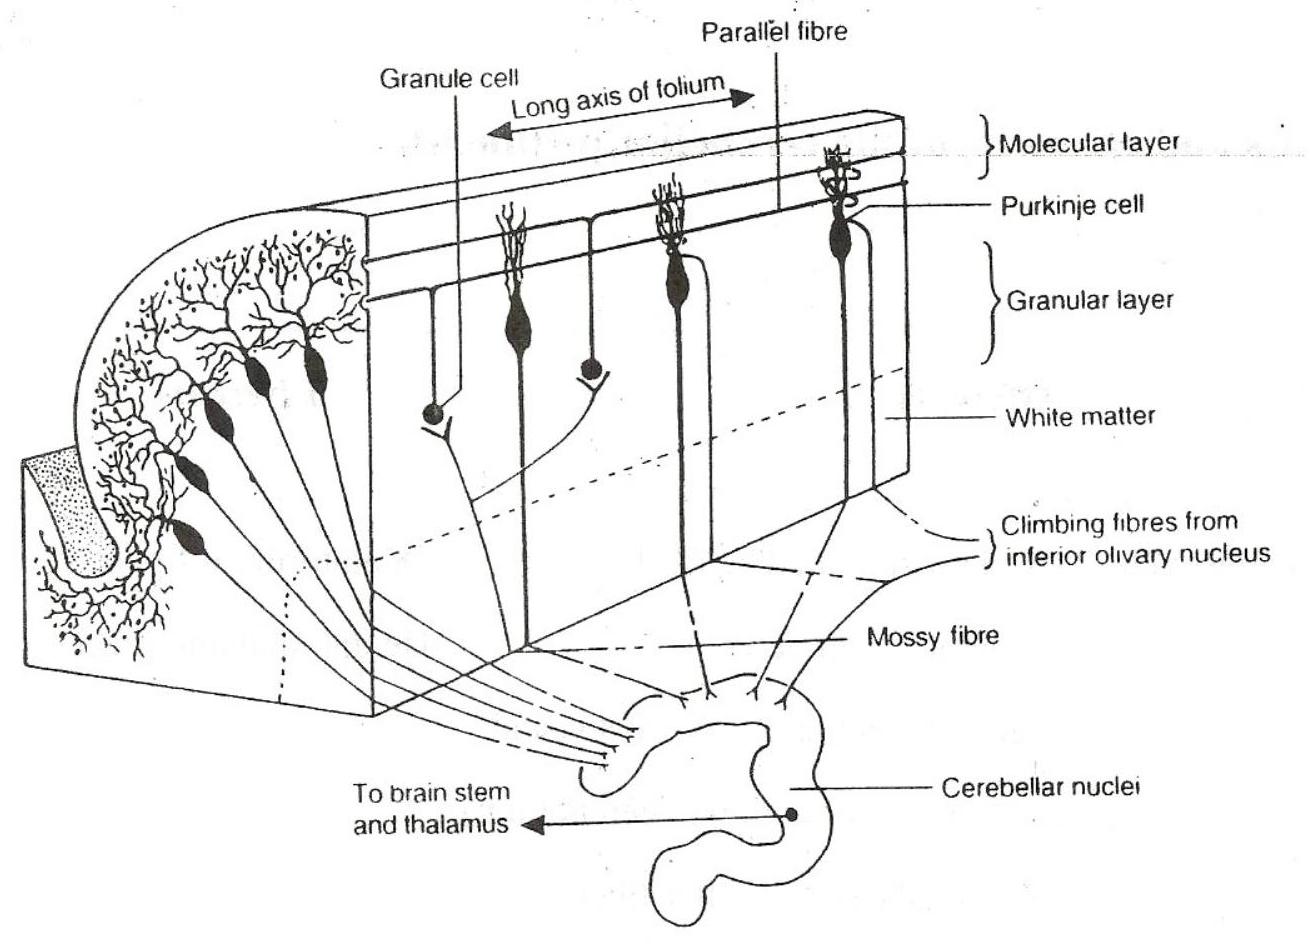 Parallel fibre
Granule cell
Long axis of folium
Molecular layer
Purkinje cell
Granular layer
White matter
Climbing fibres from
inferior olivary nucleus
Mossy fibre
Cerebellar nuclei
To brain stem
and thalamus